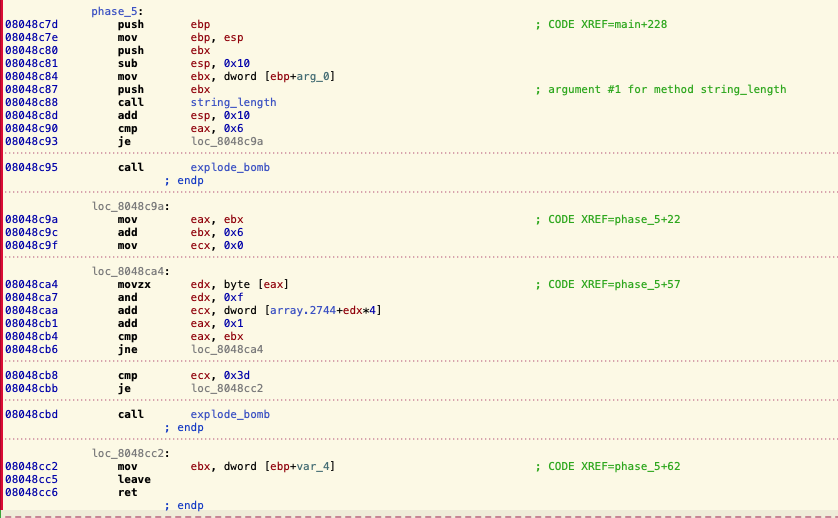 phase_5:
08048c7d push ebp ; CODE XREF=main+228
08048c7e mov ebp, esp
08048c80 push ebx
08048c81 sub esp, 0x10
08048c84 mov ebx, dword [ebp+arg_0]
08048c87 push ebx ; argument #1 for method string_length
08048c88 call string_length
08048c8d add esp, 0x10
08048c90 cmp eax, 0x6
08048c93 je loc_8048c9a
08048c95 call explode_bomb
; endp
loc_8048c9a:
08048c9a mov eax, ebx ; CODE XREF=phase_5+22
08048c9c add ebx, 0x6
08048c9f mov ecx, 0x0
loc_8048ca4:
08048ca4 movzx edx, byte [eax] ; CODE XREF=phase_5+57
08048ca7 and edx, 0xf
08048caa add ecx, dword [array.2744+edx*4]
08048cb1 add eax, 0x1
08048cb4 cmp eax, ebx
08048cb6 jne loc_8048ca4
08048cb8 cmp ecx, 0x3d
08048cbb je loc_8048cc2
08048cbd call explode_bomb
; endp
loc_8048cc2:
08048cc2 mov ebx, dword [ebp+var_4] ; CODE XREF=phase_5+62
08048cc5 leave
08048cc6 ret
; endp